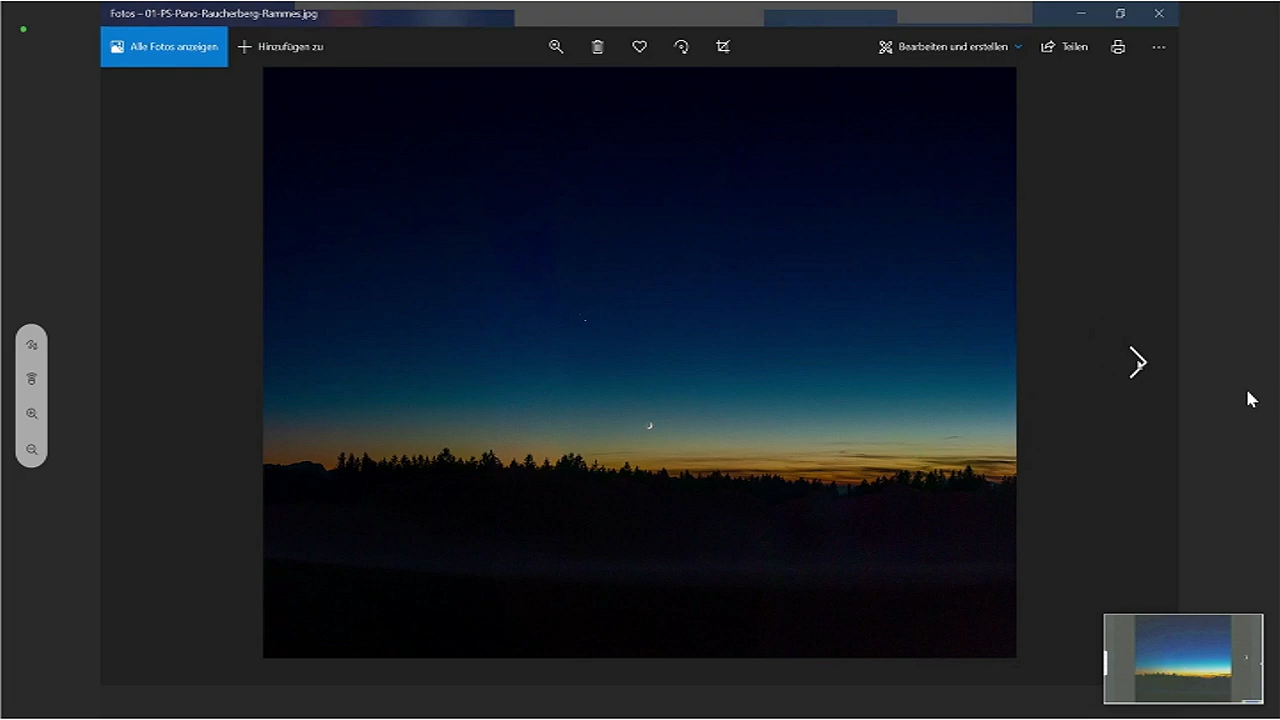 Fotos – 01-PS-Pano-Raucherberg-Rammes.jpg
Alle Fotos anzeigen
Hinzufügen zu
Bearbeiten und erstellen
Teilen